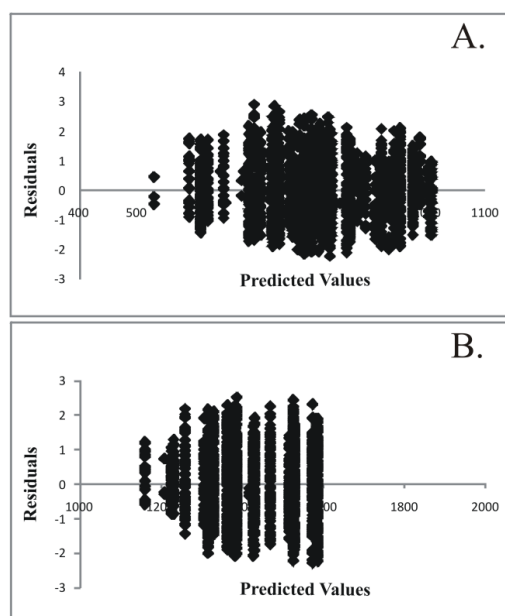 A.
4
3
2
1
0
-1
-2
-3
Residuals
400 500 1100
Predicted Values
B.
3
2
1
0
-1
-2
-3
Residuals
1000 1800 2000
Predicted Values